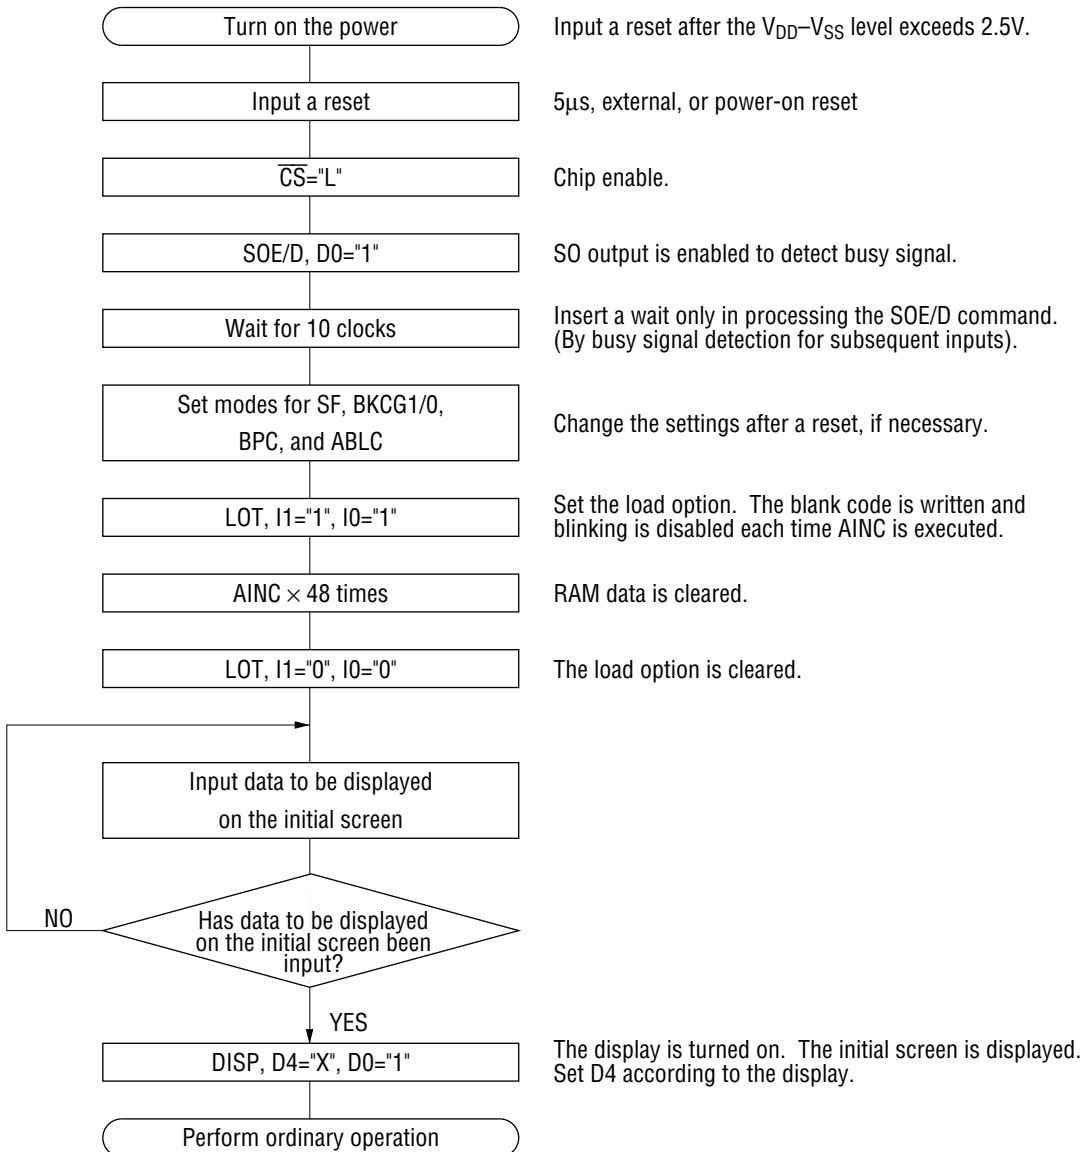 Turn on the power
Input a reset after the VDD–VSS level exceeds 2.5V.
Input a reset
5μs, external, or power-on reset
C̅S̅="L"
Chip enable.
SOE/D, D0="1"
SO output is enabled to detect busy signal.
Wait for 10 clocks
Insert a wait only in processing the SOE/D command.
(By busy signal detection for subsequent inputs).
Set modes for SF, BKCG1/0,
BPC, and ABLC
Change the settings after a reset, if necessary.
LOT, I1="1", I0="1"
Set the load option. The blank code is written and
blinking is disabled each time AINC is executed.
AINC × 48 times
RAM data is cleared.
LOT, I1="0", I0="0"
The load option is cleared.
Input data to be displayed
on the initial screen
NO
Has data to be displayed
on the initial screen been
input?
YES
DISP, D4="X", D0="1"
The display is turned on. The initial screen is displayed.
Set D4 according to the display.
Perform ordinary operation